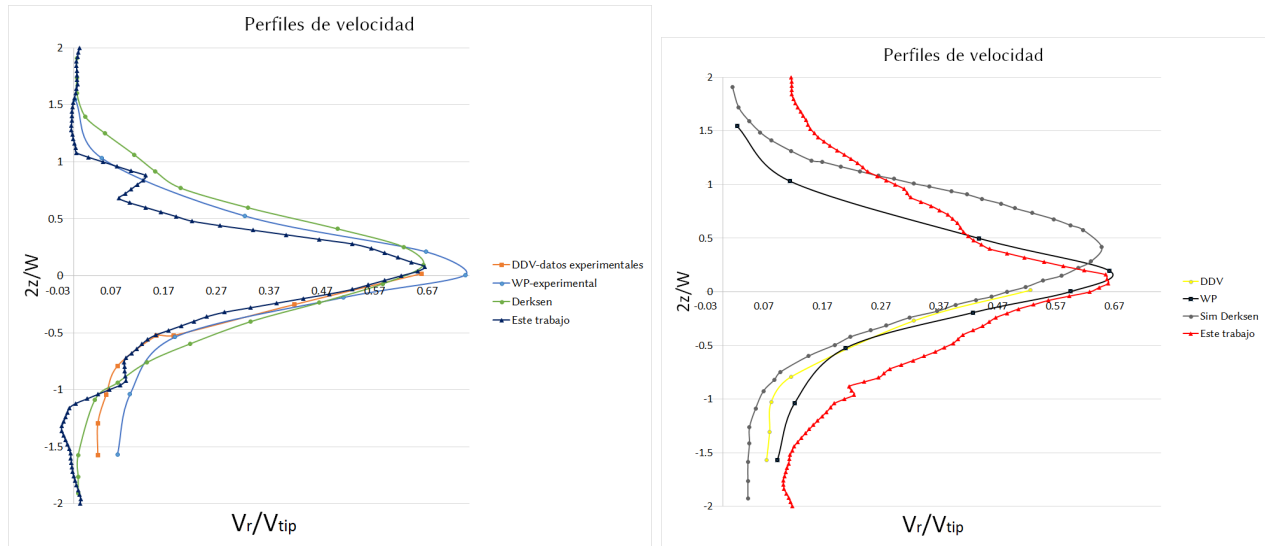 Perfiles de velocidad
2
1.5
1
0.5
0
-0.5
-1
-1.5
-2
-0.03 0.07 0.17 0.27 0.37 0.47 0.57 0.67
2z/W
Vr/Vtip
DDV-datos experimentales
WP-experimental
Derksen
Este trabajo
Perfiles de velocidad
2
1.5
1
0.5
0
-0.5
-1
-1.5
-2
-0.03 0.07 0.17 0.27 0.37 0.47 0.57 0.67
2z/W
Vr/Vtip
DDV
WP
Sim Derksen
Este trabajo